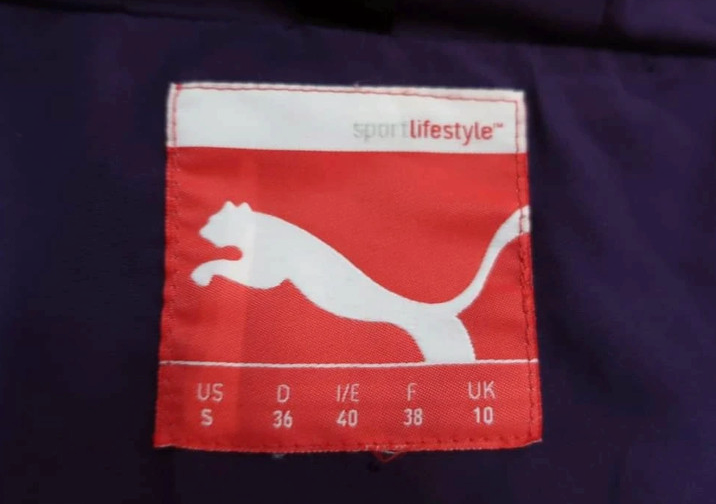 sportlifestyle™
US D I/E F UK
S 36 40 38 10